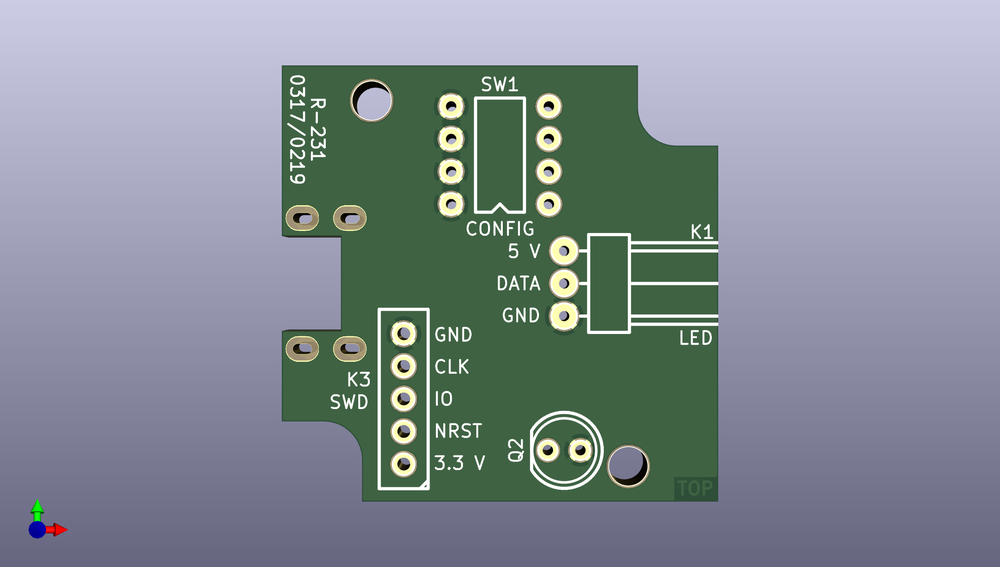 R-231
0317/0219
SW1
CONFIG
K1
5 V
DATA
GND
LED
K3
SWD
GND
CLK
IO
NRST
3.3 V
Q2
TOP